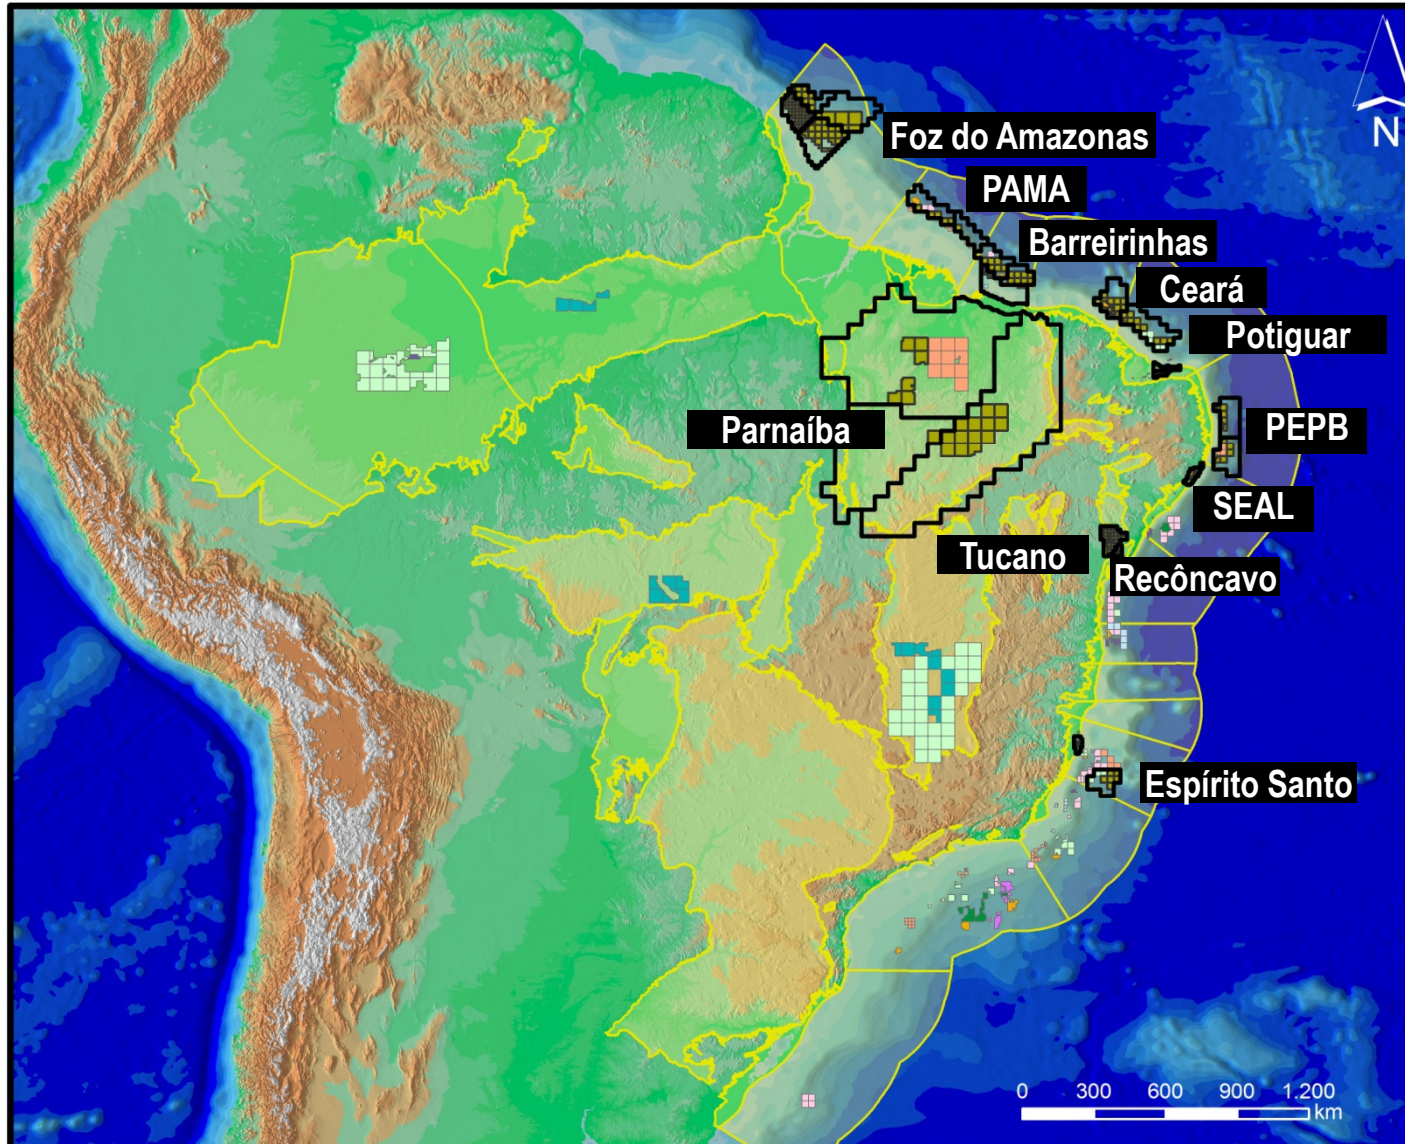 N
Foz do Amazonas
PAMA
Barreirinhas
Ceará
Potiguar
Parnaíba
PEPB
SEAL
Tucano
Recôncavo
Espírito Santo
0 300 600 900 1.200
km